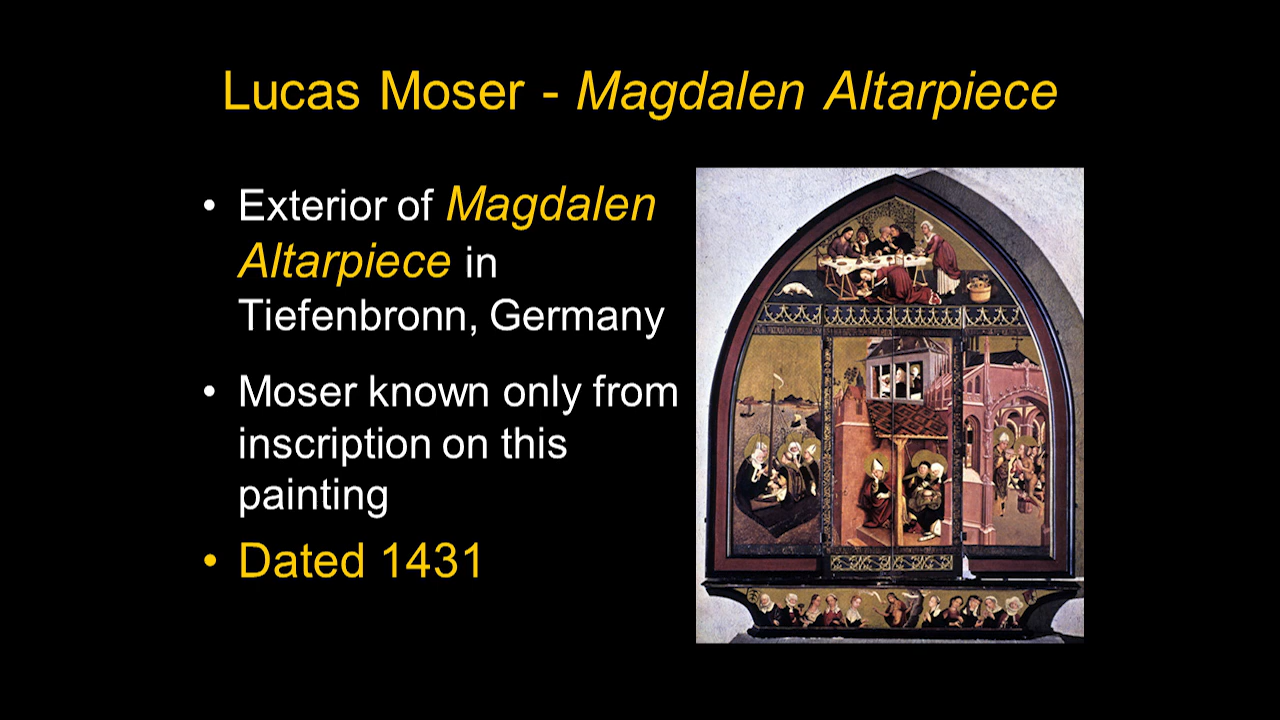 Lucas Moser - Magdalen Altarpiece
• Exterior of Magdalen
Altarpiece in
Tiefenbronn, Germany
• Moser known only from
inscription on this
painting
• Dated 1431